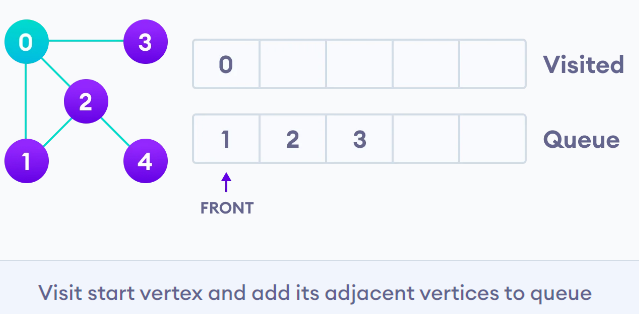 0 3
2
1 4
0 Visited
1 2 3 Queue
FRONT
Visit start vertex and add its adjacent vertices to queue